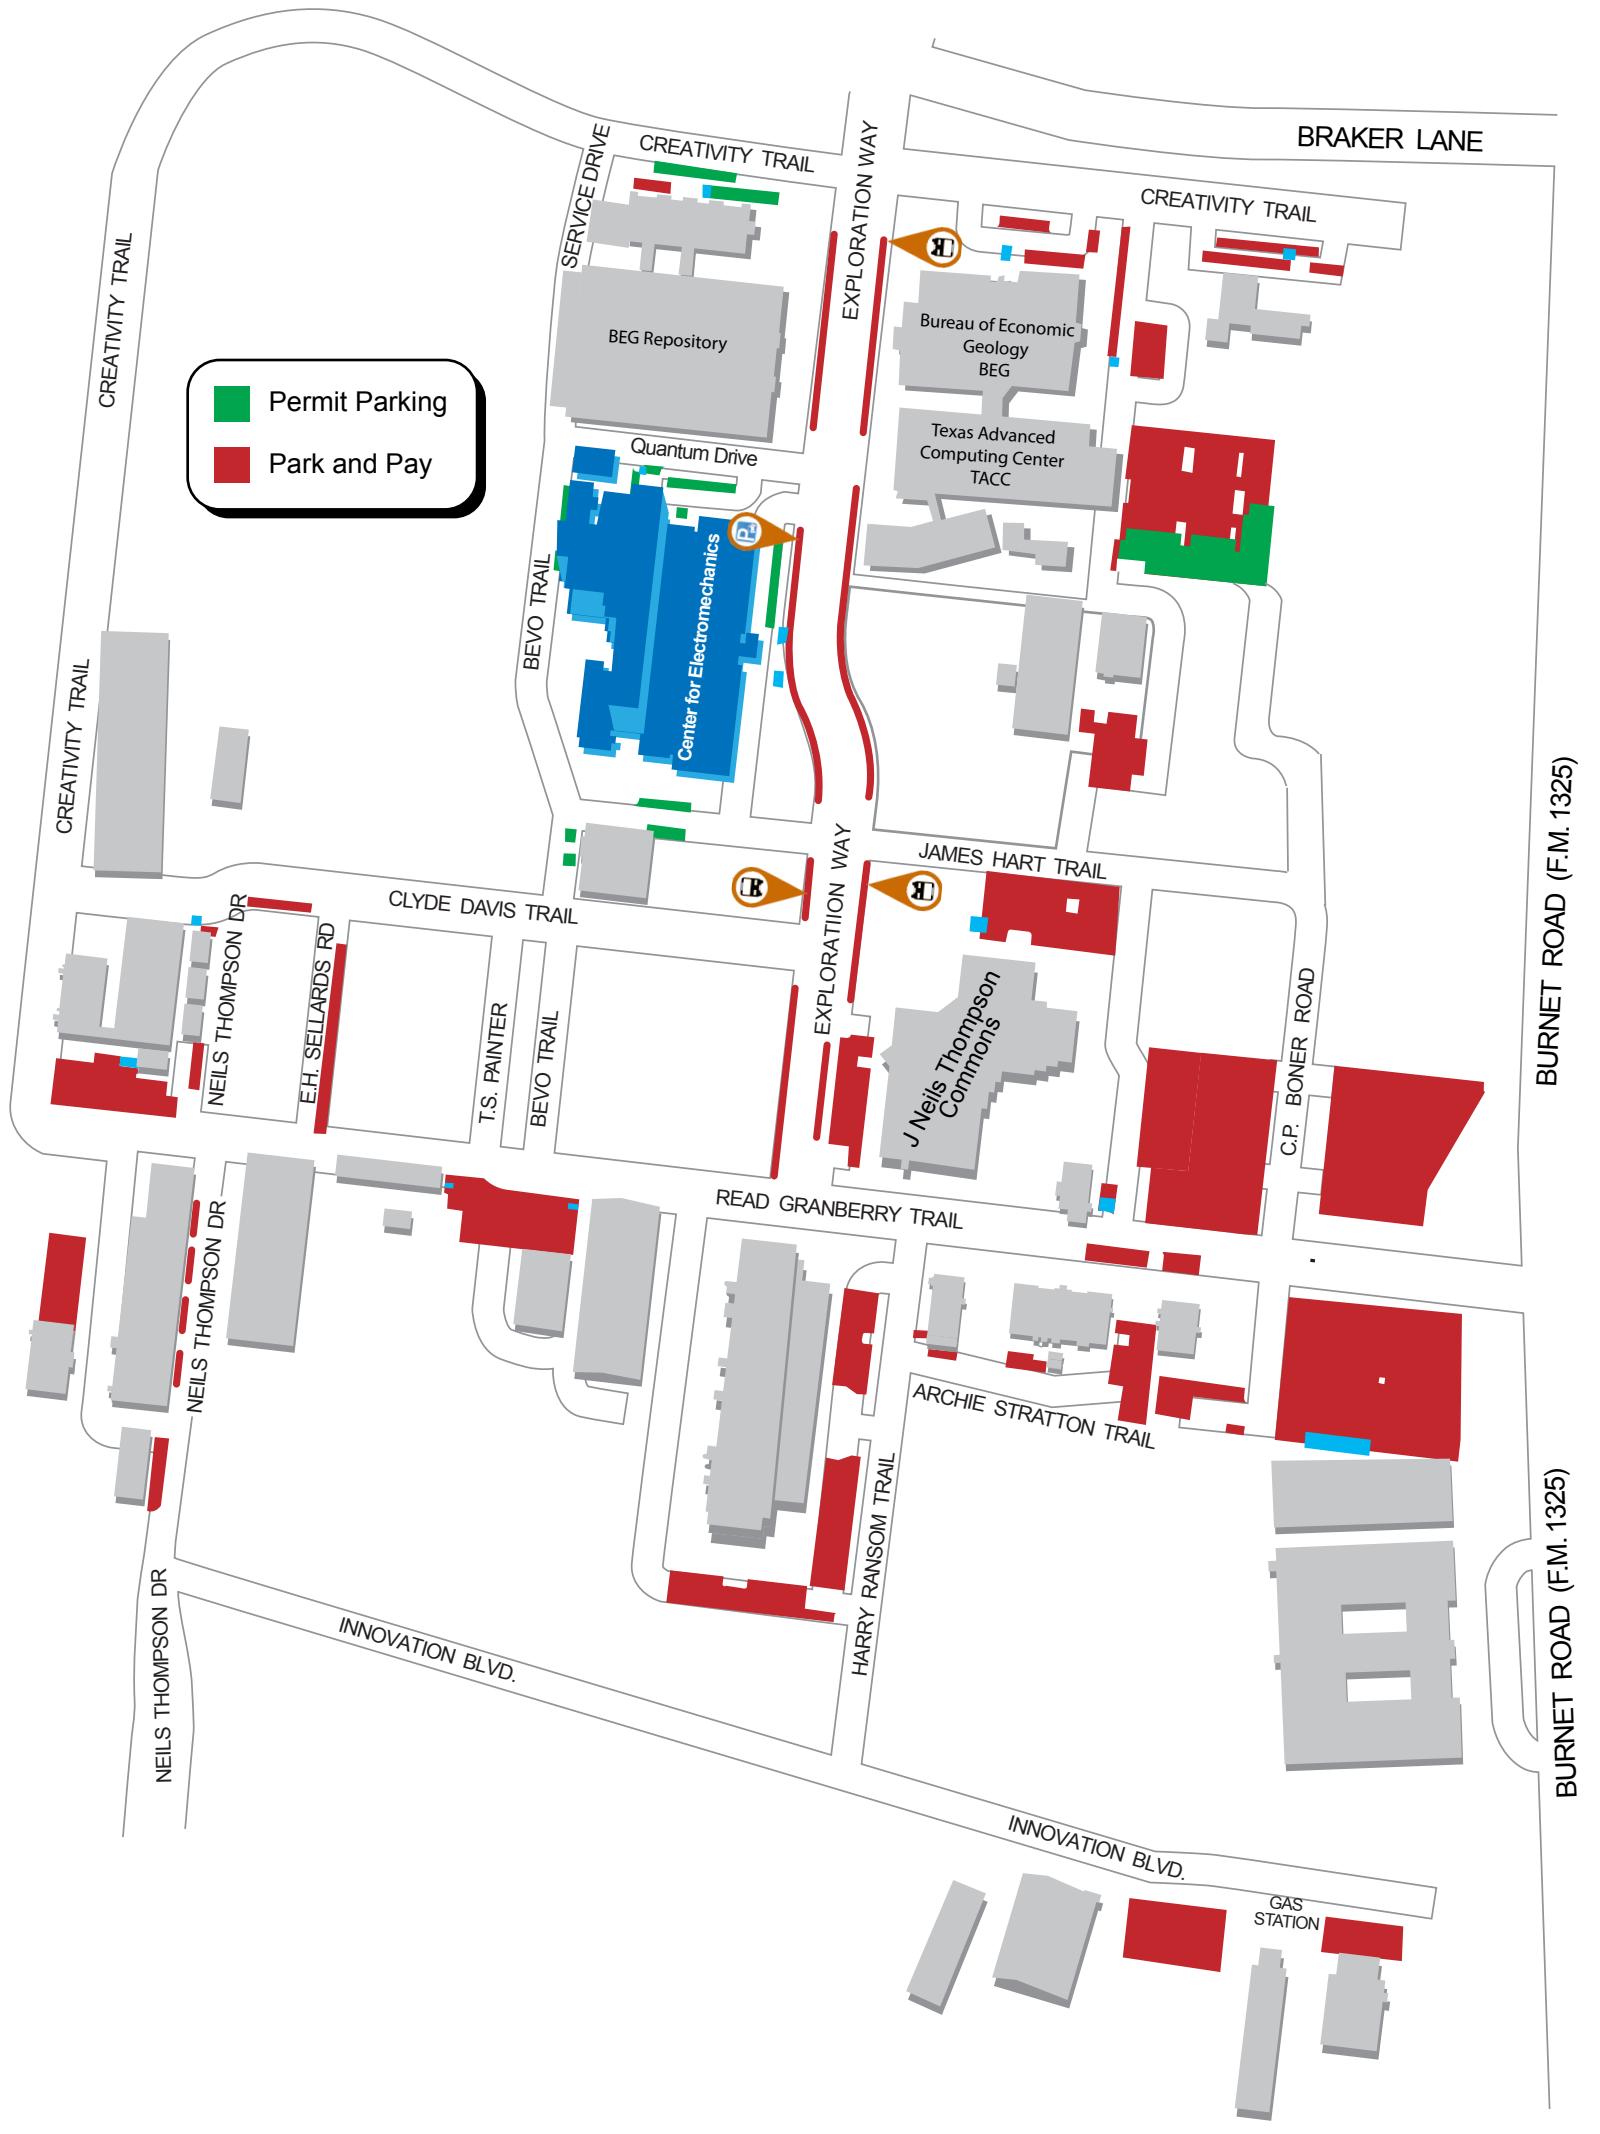 BRAKER LANE
CREATIVITY TRAIL
SERVICE DRIVE
EXPLORATION WAY
CREATIVITY TRAIL
CREATIVITY TRAIL
BEG Repository
Bureau of Economic
Geology
BEG
Permit Parking
Park and Pay
Quantum Drive
Texas Advanced
Computing Center
TACC
Center for Electromechanics
BEVO TRAIL
CREATIVITY TRAIL
BURNET ROAD (F.M. 1325)
JAMES HART TRAIL
EXPLORATION WAY
CLYDE DAVIS TRAIL
NEILS THOMPSON DR
E.H. SELLARDS RD
T.S. PAINTER
BEVO TRAIL
J Neils Thompson
Commons
C.P. BONER ROAD
READ GRANBERRY TRAIL
NEILS THOMPSON DR
ARCHIE STRATTON TRAIL
HARRY RANSOM TRAIL
BURNET ROAD (F.M. 1325)
NEILS THOMPSON DR
INNOVATION BLVD.
INNOVATION BLVD.
GAS
STATION